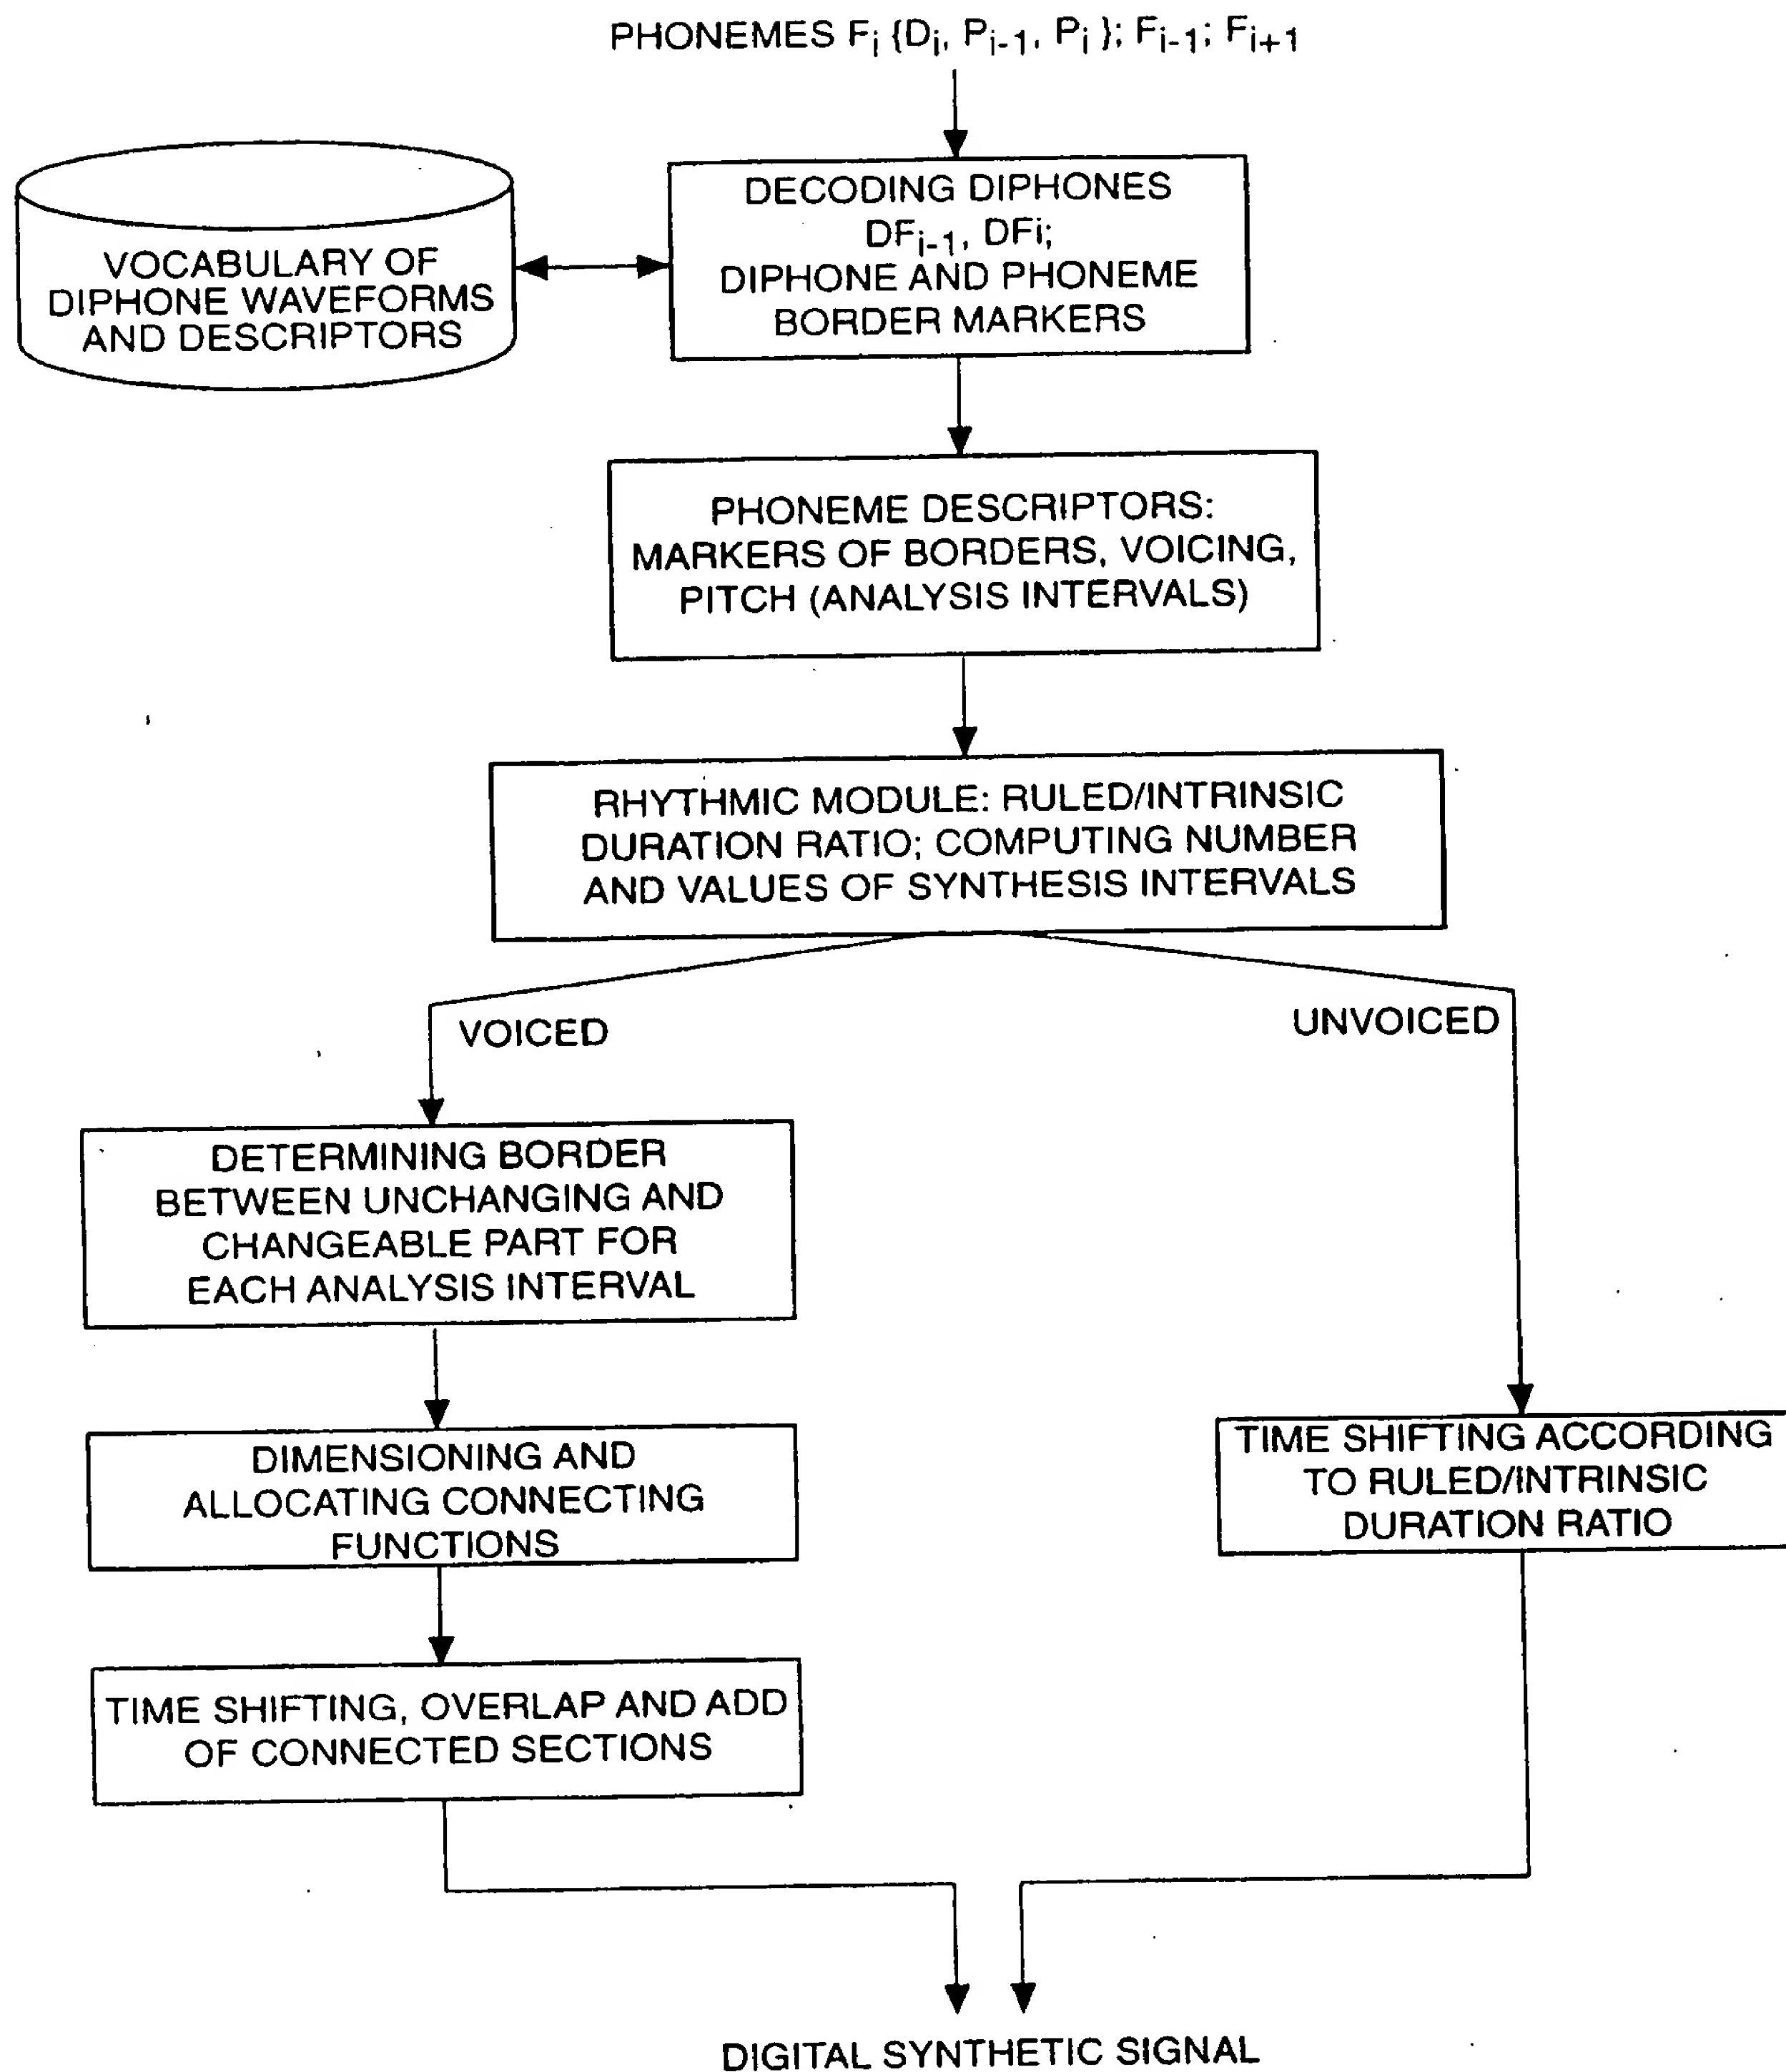 PHONEMES Fi {Di, Pi-1, Pi }; Fi-1; Fi+1
DECODING DIPHONES
DFi-1, DFi;
DIPHONE AND PHONEME
BORDER MARKERS
VOCABULARY OF
DIPHONE WAVEFORMS
AND DESCRIPTORS
PHONEME DESCRIPTORS:
MARKERS OF BORDERS, VOICING,
PITCH (ANALYSIS INTERVALS)
RHYTHMIC MODULE: RULED/INTRINSIC
DURATION RATIO; COMPUTING NUMBER
AND VALUES OF SYNTHESIS INTERVALS
VOICED
UNVOICED
DETERMINING BORDER
BETWEEN UNCHANGING AND
CHANGEABLE PART FOR
EACH ANALYSIS INTERVAL
DIMENSIONING AND
ALLOCATING CONNECTING
FUNCTIONS
TIME SHIFTING ACCORDING
TO RULED/INTRINSIC
DURATION RATIO
TIME SHIFTING, OVERLAP AND ADD
OF CONNECTED SECTIONS
DIGITAL SYNTHETIC SIGNAL